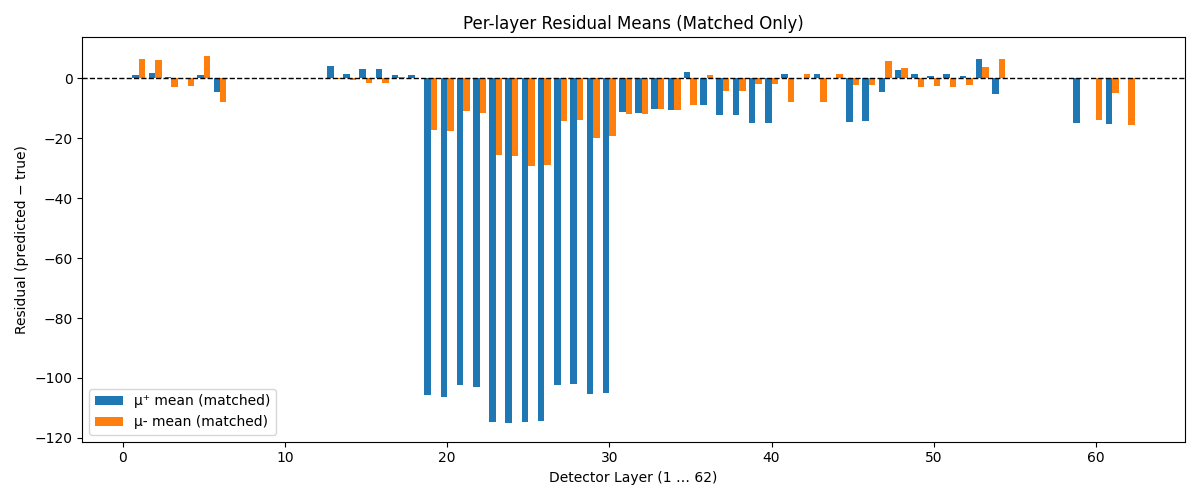 Per-layer Residual Means (Matched Only)
Residual (predicted − true)
0
−20
−40
−60
−80
−100
−120
μ⁺ mean (matched)
μ- mean (matched)
0 10 20 30 40 50 60
Detector Layer (1 … 62)